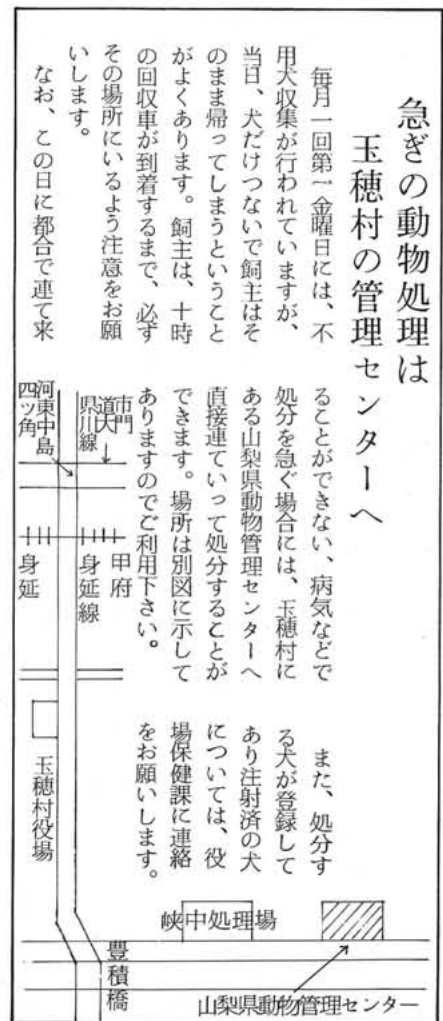 急ぎの動物処理は
玉穂村の管理センターへ
毎月一回第一金曜日には、不
用犬収集が行われていますが、
当日、犬だけつないで飼主はそ
のまま帰ってしまうということ
がよくあります。飼主は、十時
の回収車が到着するまで、必ず
その場所にいるよう注意をお願
いします。
なお、この日に都合で連て来
ることができない、病気などで
処分を急ぐ場合には、玉穂村に
ある山梨県動物管理センターへ
直接連ていって処分することが
できます。場所は別図に示して
ありますのでご利用下さい。
また、処分す
る犬が登録して
あり注射済の犬
については、役
場保健課に連絡
をお願いします。
市門
道大
県川線
河東中島
四ッ角
甲府
身延線
身延
玉穂村役場
豊積橋
峡中処理場
山梨県動物管理センター